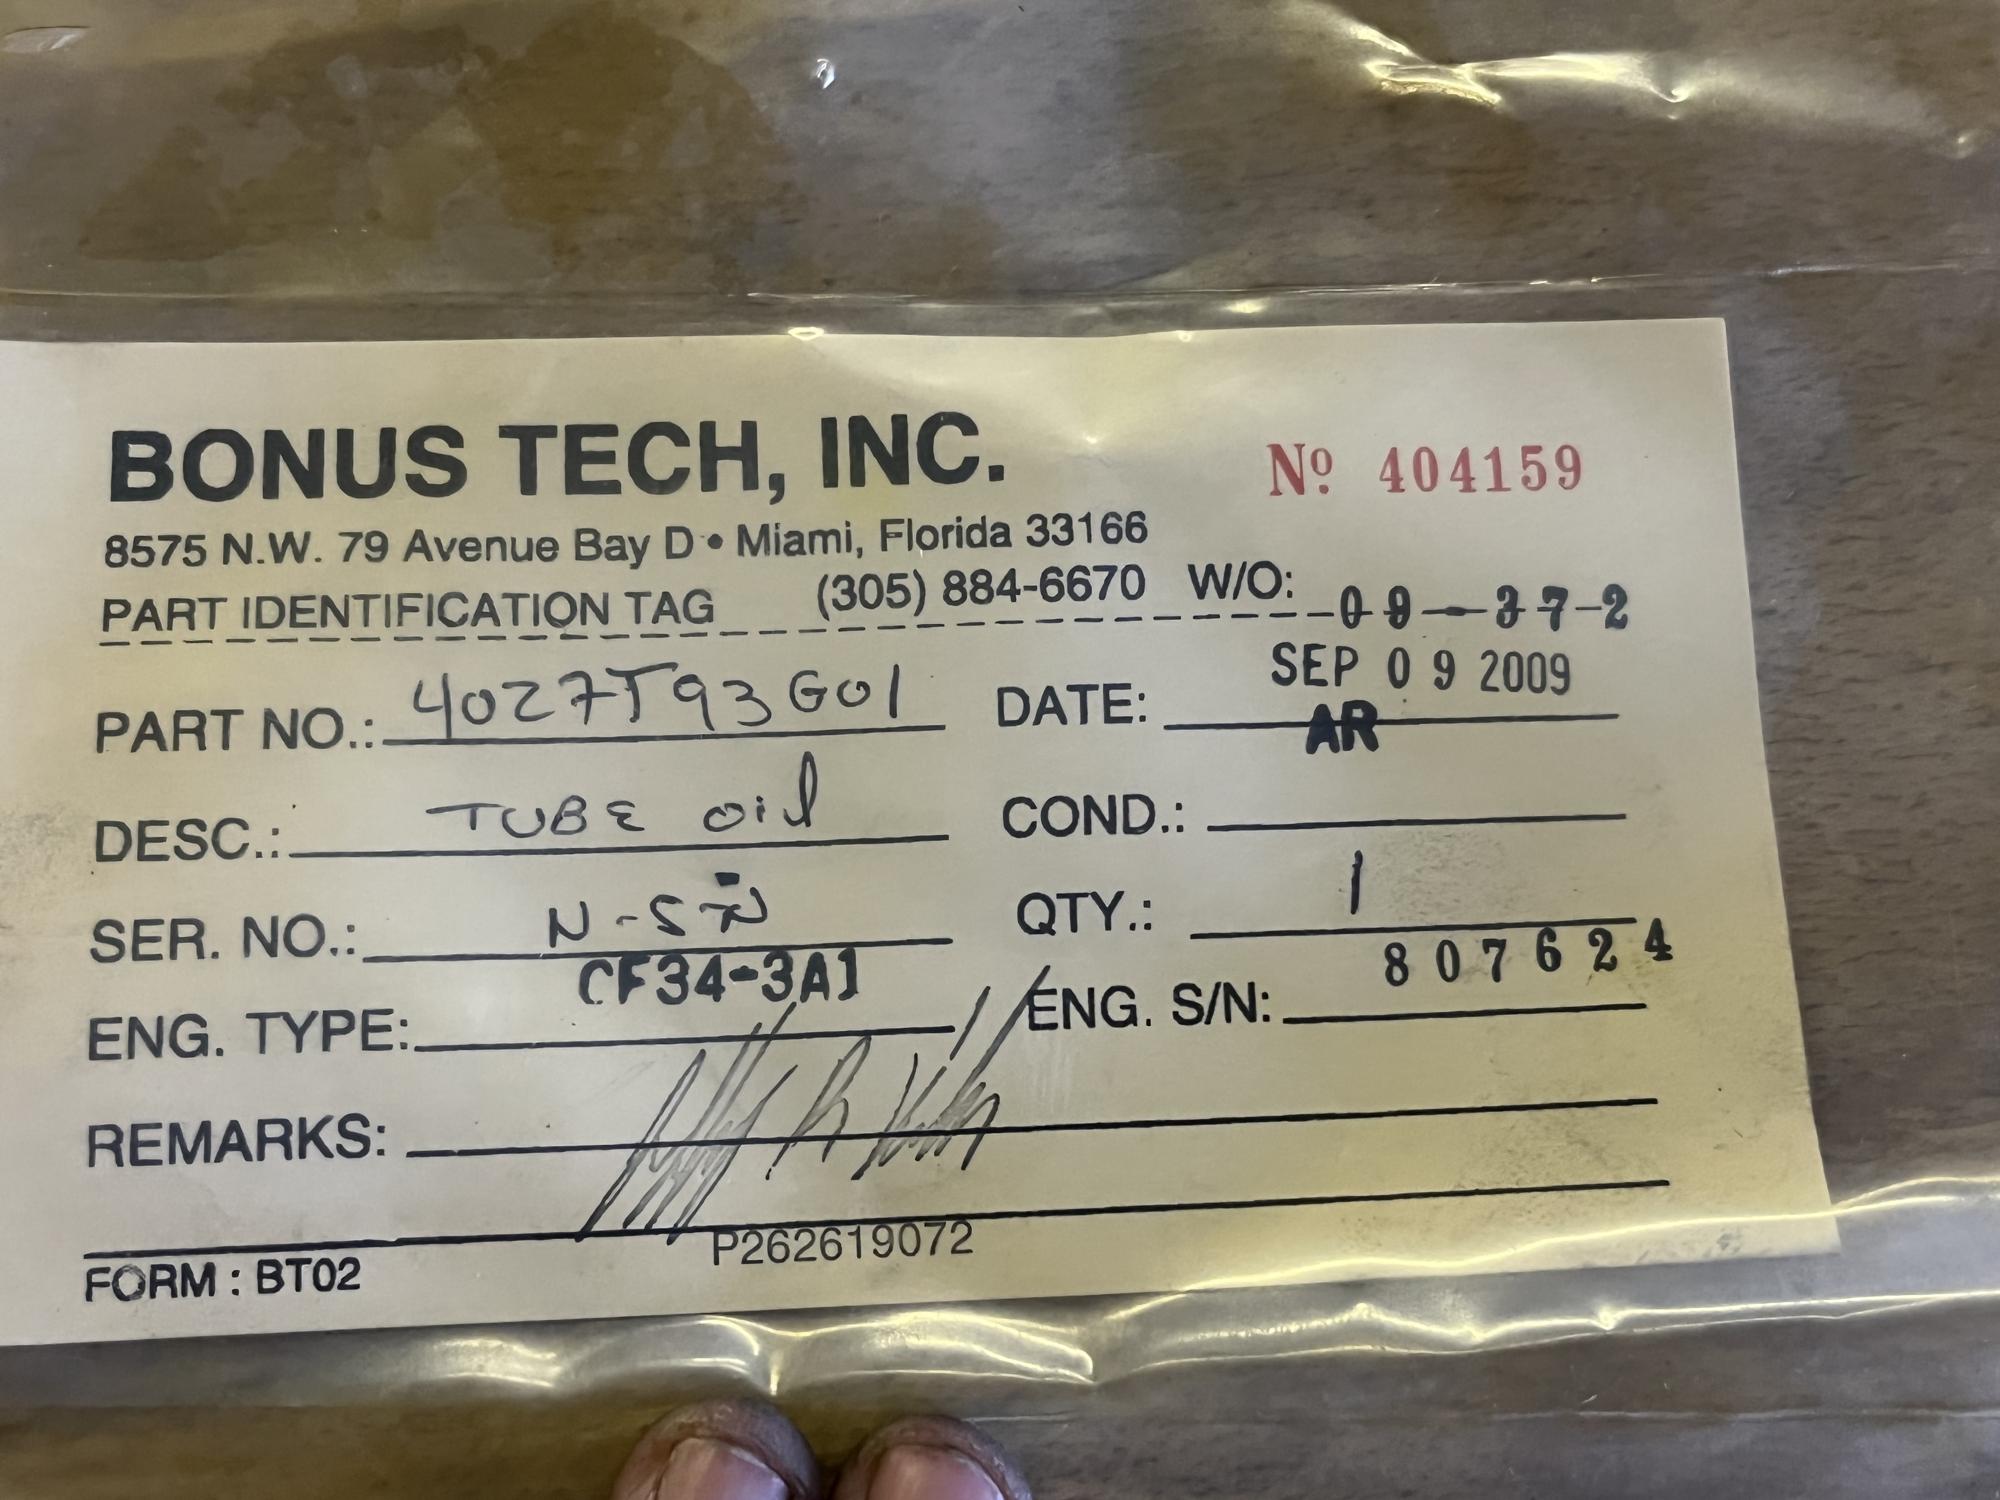 BONUS TECH, INC.
Nº 404159
8575 N.W. 79 Avenue Bay D • Miami, Florida 33166
PART IDENTIFICATION TAG (305) 884-6670 W/O: 09-37-2
PART NO.: 4027T93G01 DATE: SEP 09 2009
DESC.: TUBE Oil COND.: AR
SER. NO.: N-S-N QTY.: 1
ENG. TYPE: CF34-3A1 ENG. S/N: 807624
REMARKS:
P262619072
FORM : BT02